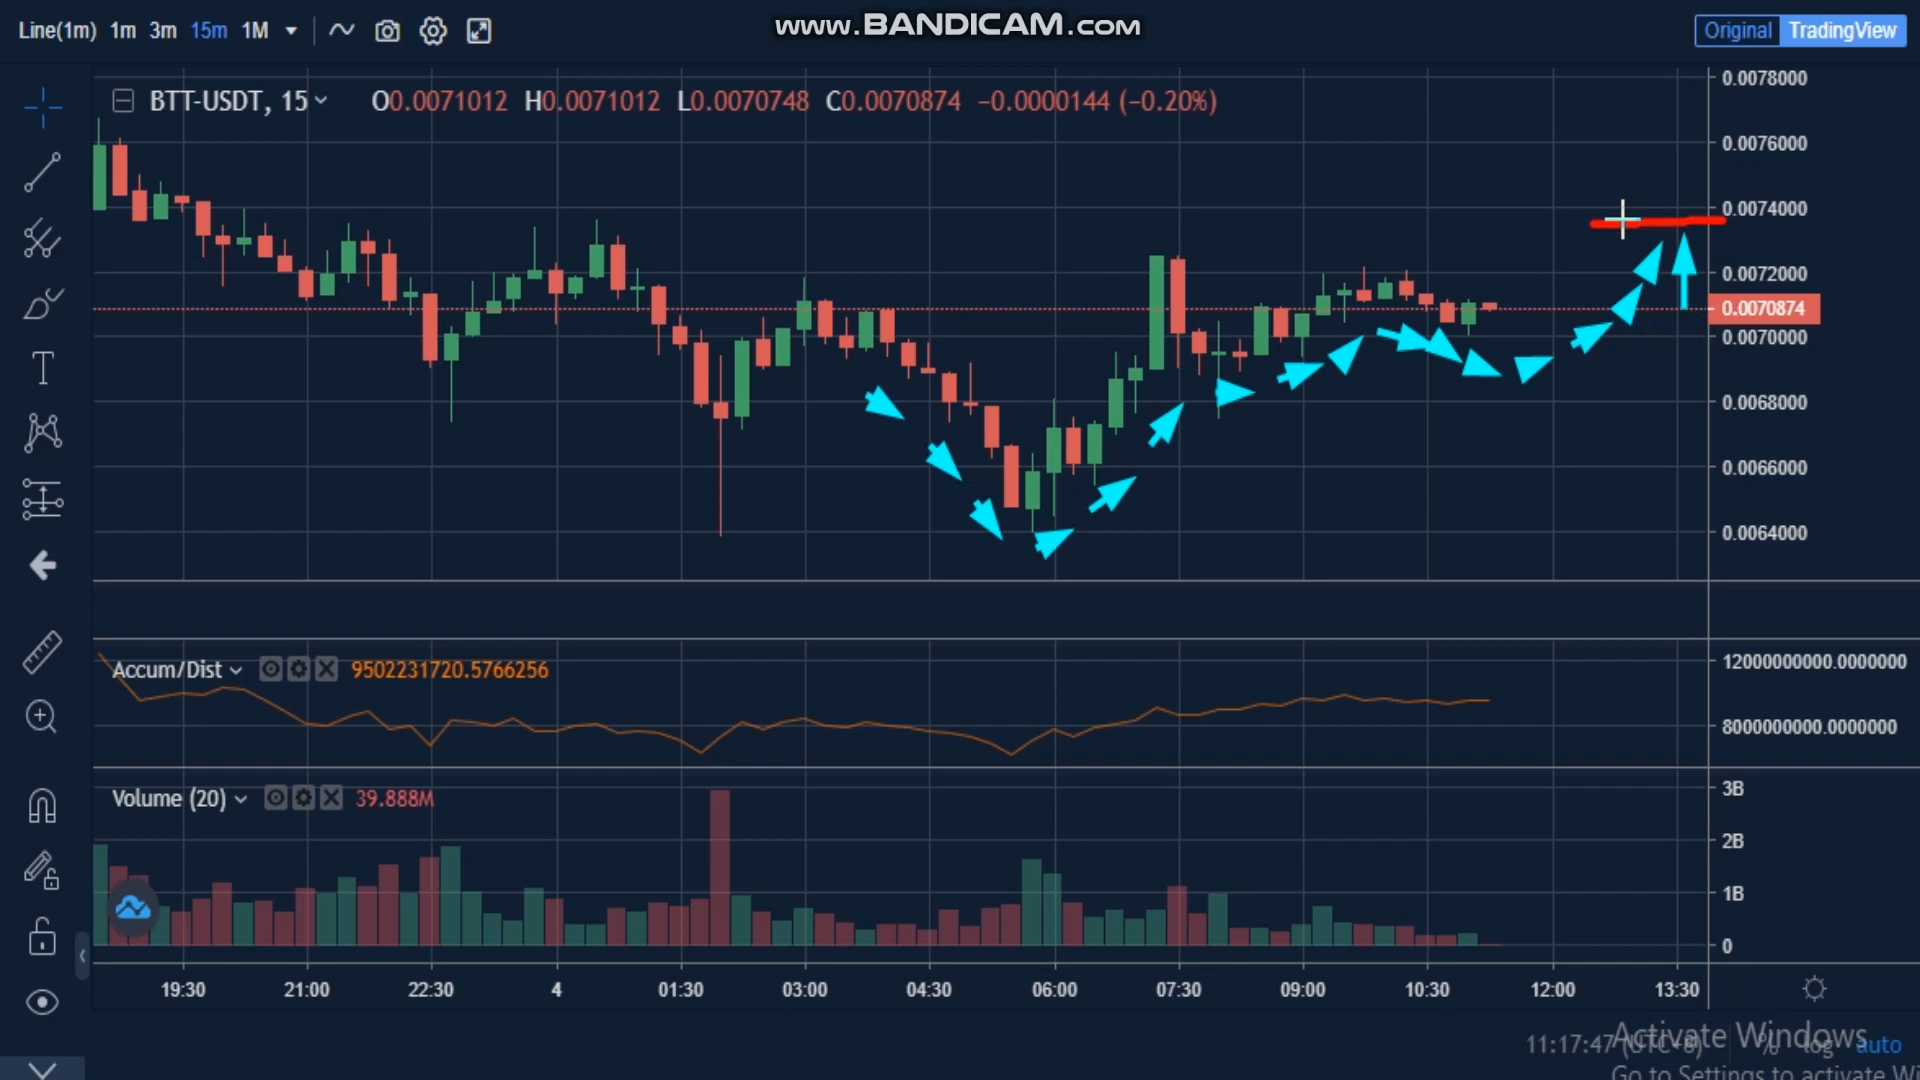 Line(1m) 1m 3m 15m 1M
www.BANDICAM.com
Original TradingView
BTT-USDT, 15 O0.0071012 H0.0071012 L0.0070748 C0.0070874 −0.0000144 (−0.20%)
0.0078000
0.0076000
0.0074000
0.0072000
0.0070874
0.0070000
0.0068000
0.0066000
0.0064000
Accum/Dist 9502231720.5766256
12000000000.0000000
8000000000.0000000
Volume (20) 39.888M
3B
2B
1B
0
19:30 21:00 22:30 4 01:30 03:00 04:30 06:00 07:30 09:00 10:30 12:00 13:30
11:17:47 (UTC+8) % log auto
Activate Windows
Go to Settings to activate Wi